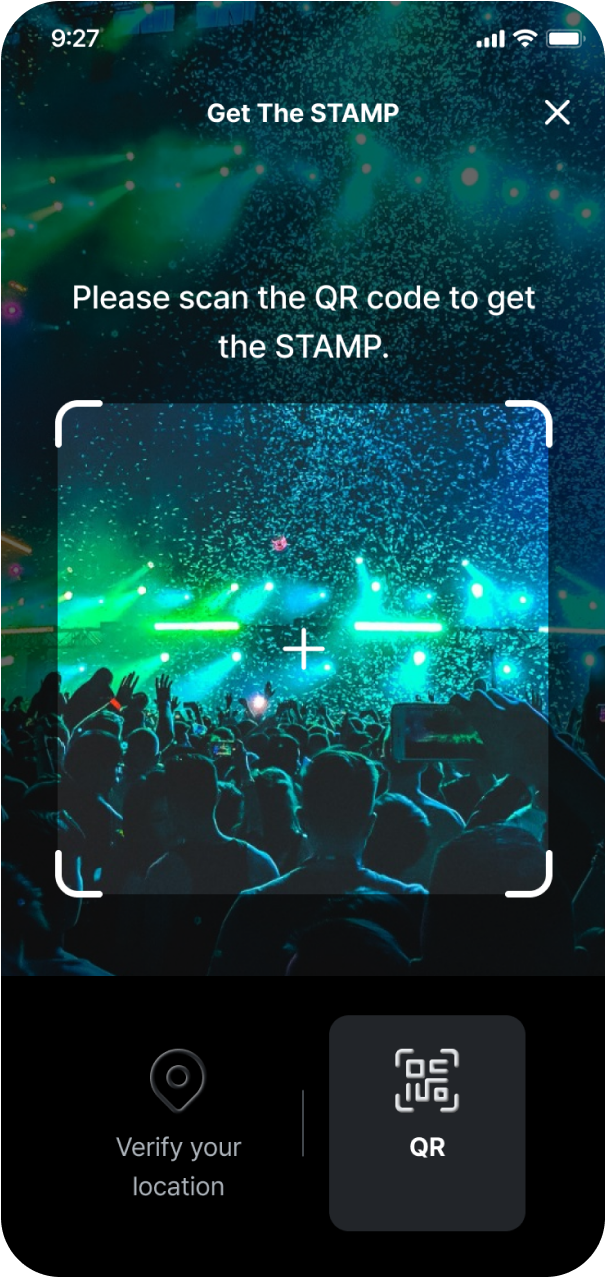 9:27
Get The STAMP
Please scan the QR code to get
the STAMP.
Verify your
location
QR